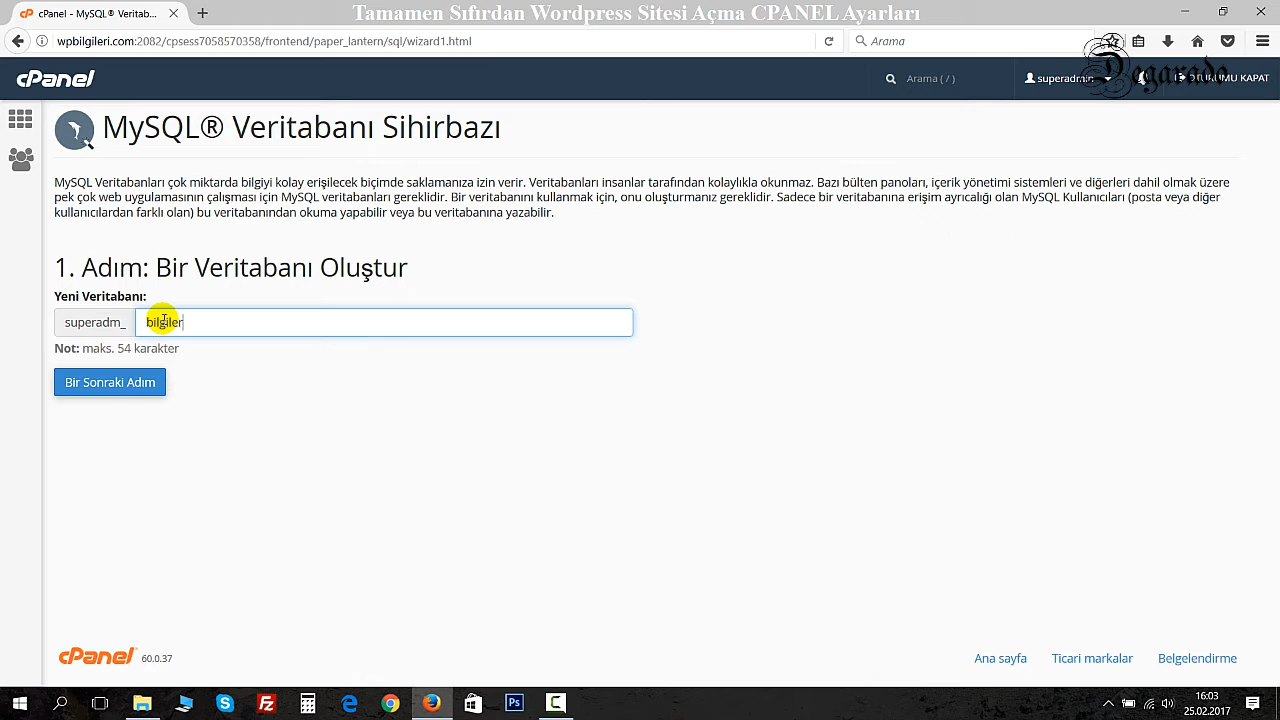 cPanel - MySQL® Veritab...
Tamamen Sıfırdan Wordpress Sitesi Açma CPANEL Ayarları
wpbilgileri.com:2082/cpsess7058570358/frontend/paper_lantern/sql/wizard1.html
Arama
cPanel
Arama ( / )
superadmin
OTURUMU KAPAT
Degarado
MySQL® Veritabanı Sihirbazı
MySQL Veritabanları çok miktarda bilgiyi kolay erişilecek biçimde saklamanıza izin verir. Veritabanları insanlar tarafından kolaylıkla okunmaz. Bazı bülten panoları, içerik yönetimi sistemleri ve diğerleri dahil olmak üzere
pek çok web uygulamasının çalışması için MySQL veritabanları gereklidir. Bir veritabanını kullanmak için, onu oluşturmanız gereklidir. Sadece bir veritabanına erişim ayrıcalığı olan MySQL Kullanıcıları (posta veya diğer
kullanıcılardan farklı olan) bu veritabanından okuma yapabilir veya bu veritabanına yazabilir.
1. Adım: Bir Veritabanı Oluştur
Yeni Veritabanı:
superadm_ bilgiler
Not: maks. 54 karakter
Bir Sonraki Adım
cPanel 60.0.37
Ana sayfa Ticari markalar Belgelendirme
16:03
25.02.2017